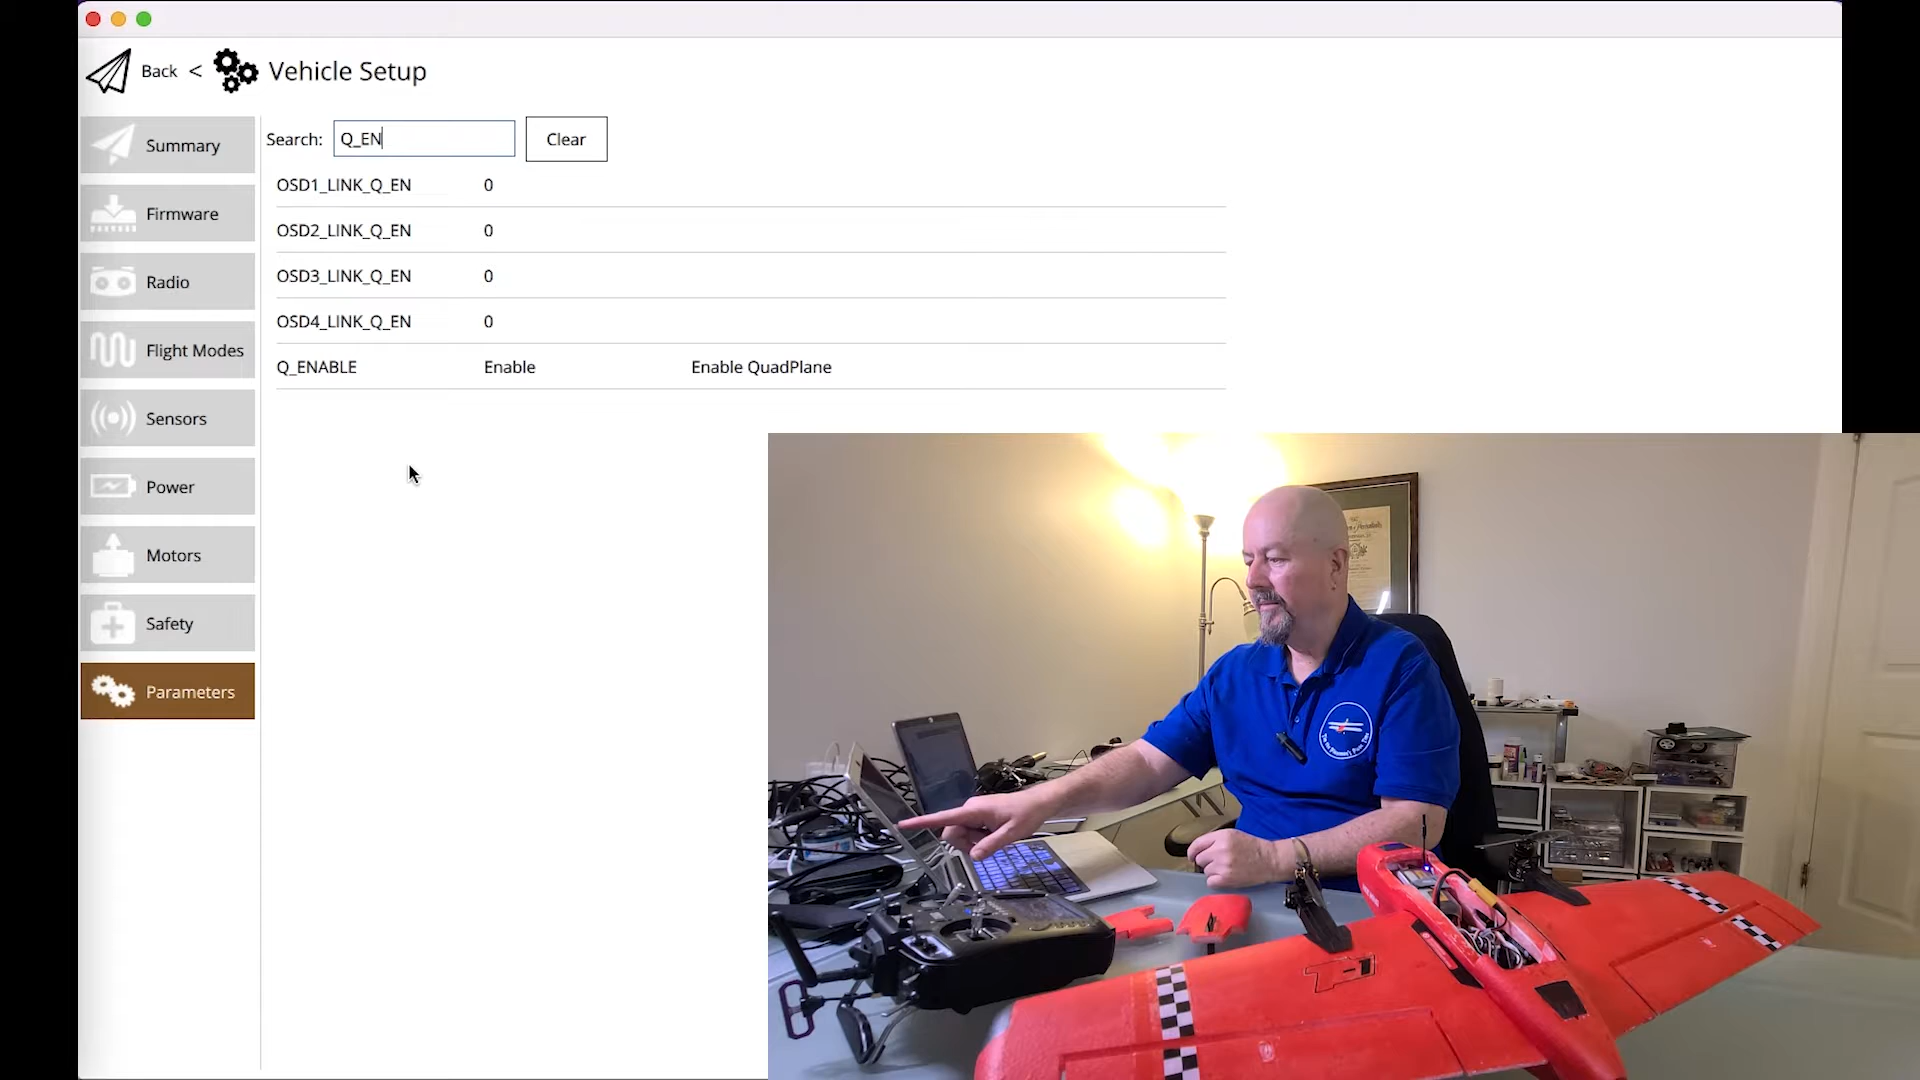 Back < Vehicle Setup
Summary
Firmware
Radio
Flight Modes
Sensors
Power
Motors
Safety
Parameters
Search: Q_EN Clear
OSD1_LINK_Q_EN 0
OSD2_LINK_Q_EN 0
OSD3_LINK_Q_EN 0
OSD4_LINK_Q_EN 0
Q_ENABLE Enable Enable QuadPlane